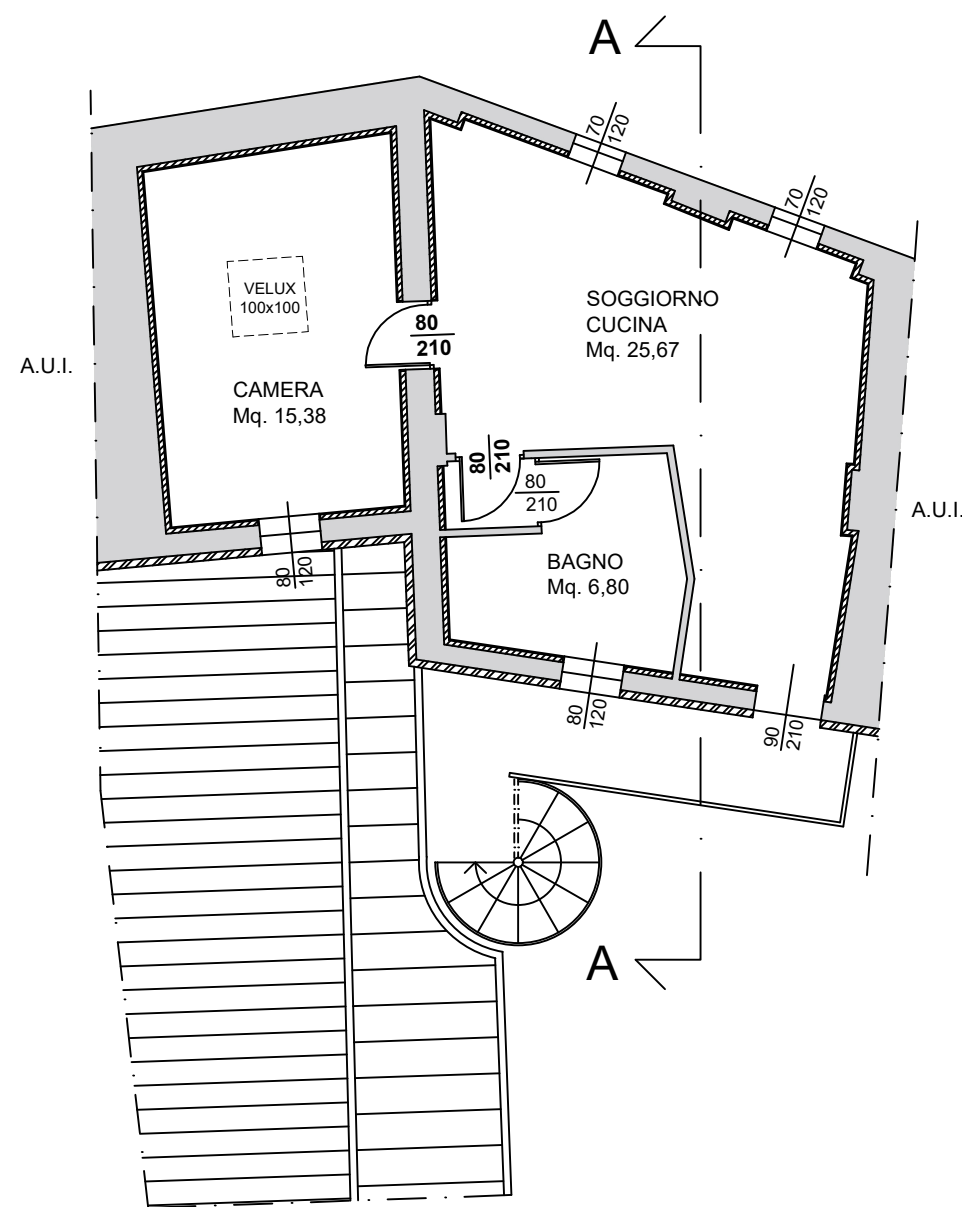 A
70
120
70
120
VELUX
100x100
SOGGIORNO
CUCINA
Mq. 25,67
80
210
A.U.I.
CAMERA
Mq. 15,38
80
210
80
210
A.U.I.
BAGNO
Mq. 6,80
80
120
80
120
90
210
A